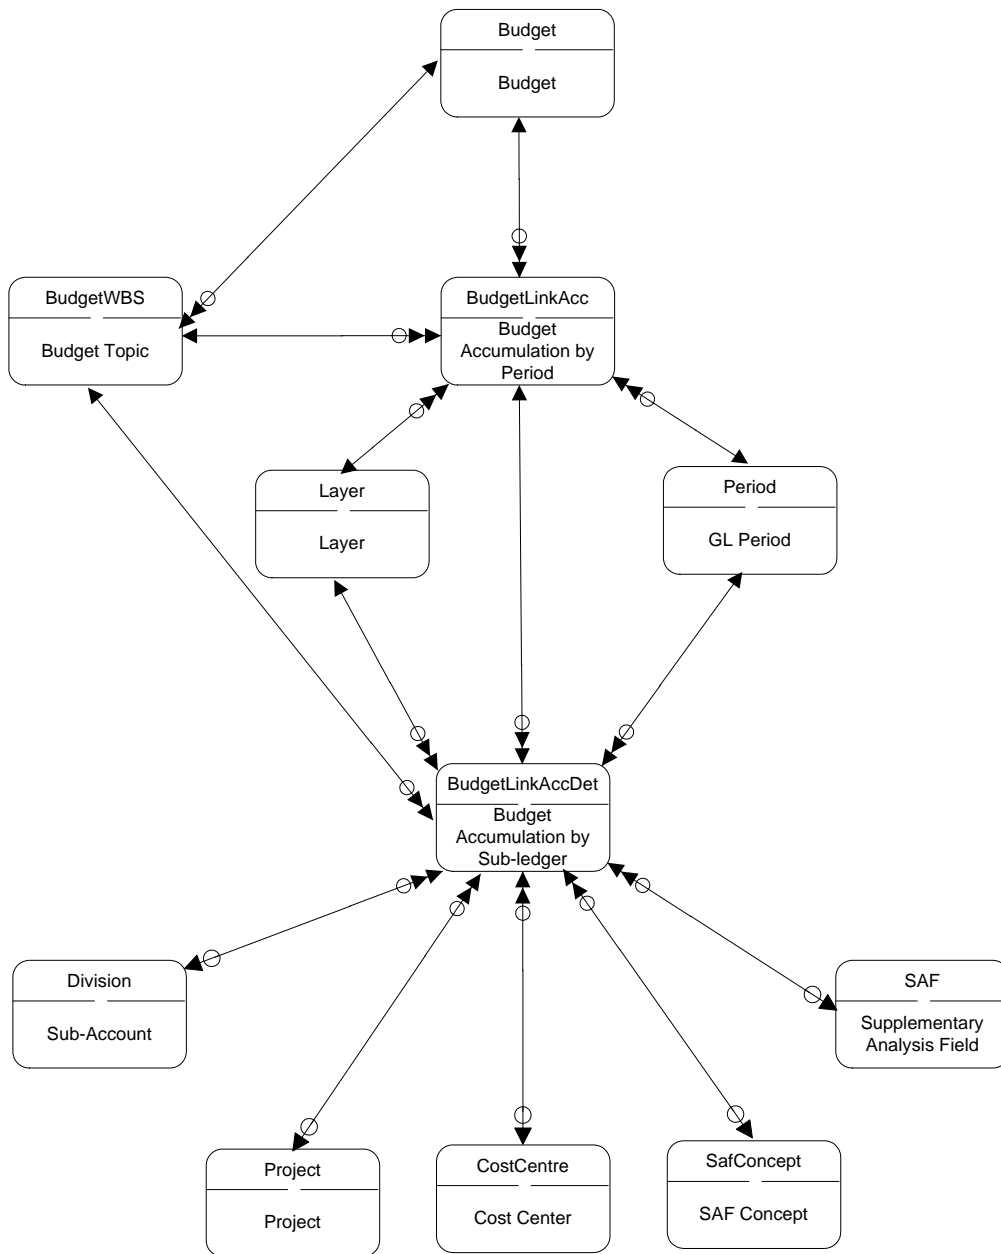 Budget
Budget
BudgetWBS
Budget Topic
BudgetLinkAcc
Budget
Accumulation by
Period
Layer
Layer
Period
GL Period
BudgetLinkAccDet
Budget
Accumulation by
Sub-ledger
Division
Sub-Account
SAF
Supplementary
Analysis Field
Project
Project
CostCentre
Cost Center
SafConcept
SAF Concept